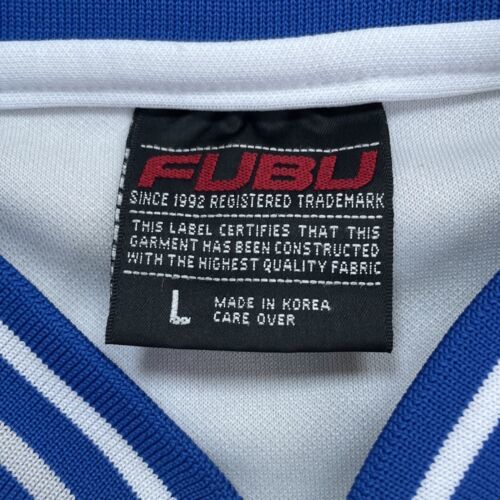 FUBU
SINCE 1992 REGISTERED TRADEMARK
THIS LABEL CERTIFIES THAT THIS
GARMENT HAS BEEN CONSTRUCTED
WITH THE HIGHEST QUALITY FABRIC
L
MADE IN KOREA
CARE OVER